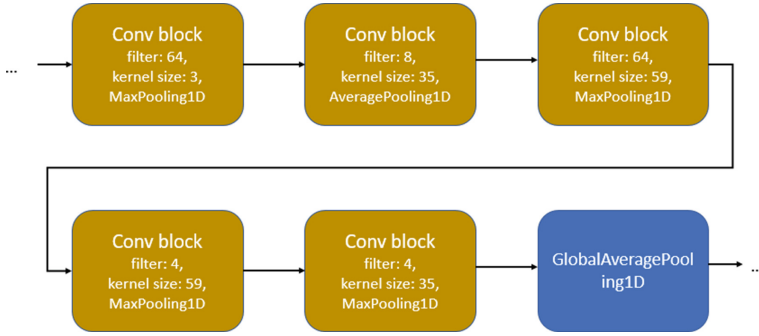 ...
Conv block
filter: 64,
kernel size: 3,
MaxPooling1D
Conv block
filter: 8,
kernel size: 35,
AveragePooling1D
Conv block
filter: 64,
kernel size: 59,
MaxPooling1D
Conv block
filter: 4,
kernel size: 59,
MaxPooling1D
Conv block
filter: 4,
kernel size: 35,
MaxPooling1D
GlobalAveragePool
ing1D
..